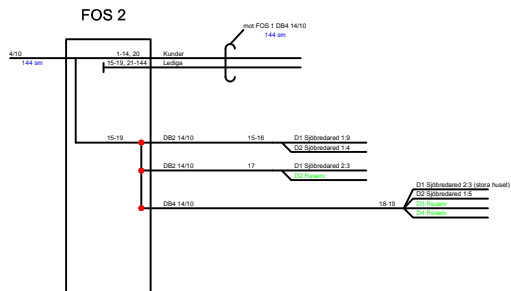 FOS 2
mot FOS 1 DB4 14/10
144 sm
4/10
144 sm
1-14, 20
Kunder
15-19, 21-144
Lediga
15-19
DB2 14/10
15-16
D1 Sjöbredared 1:9
D2 Sjöbredared 1:4
DB2 14/10
17
D1 Sjöbredared 2:3
D2 Reserv
DB4 14/10
18-19
D1 Sjöbredared 2:3 (stora huset)
D2 Sjöbredared 1:5
D3 Reserv
D4 Reserv